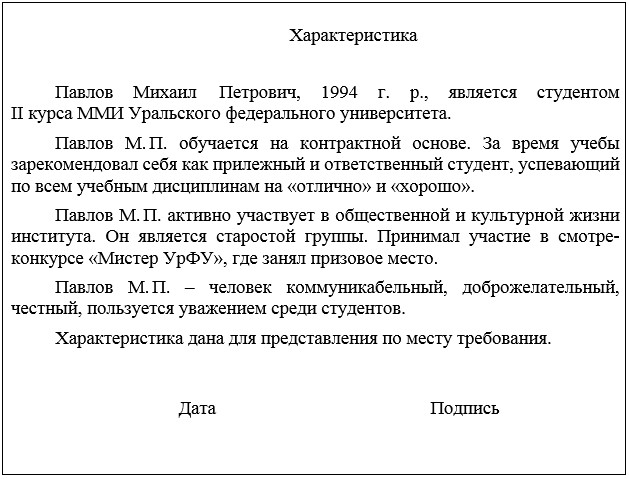 Характеристика
Павлов Михаил Петрович, 1994 г. р., является студентом
II курса ММИ Уральского федерального университета.
Павлов М. П. обучается на контрактной основе. За время учебы
зарекомендовал себя как прилежный и ответственный студент, успевающий
по всем учебным дисциплинам на «отлично» и «хорошо».
Павлов М. П. активно участвует в общественной и культурной жизни
института. Он является старостой группы. Принимал участие в смотре-
конкурсе «Мистер УрФУ», где занял призовое место.
Павлов М. П. – человек коммуникабельный, доброжелательный,
честный, пользуется уважением среди студентов.
Характеристика дана для представления по месту требования.
Дата Подпись